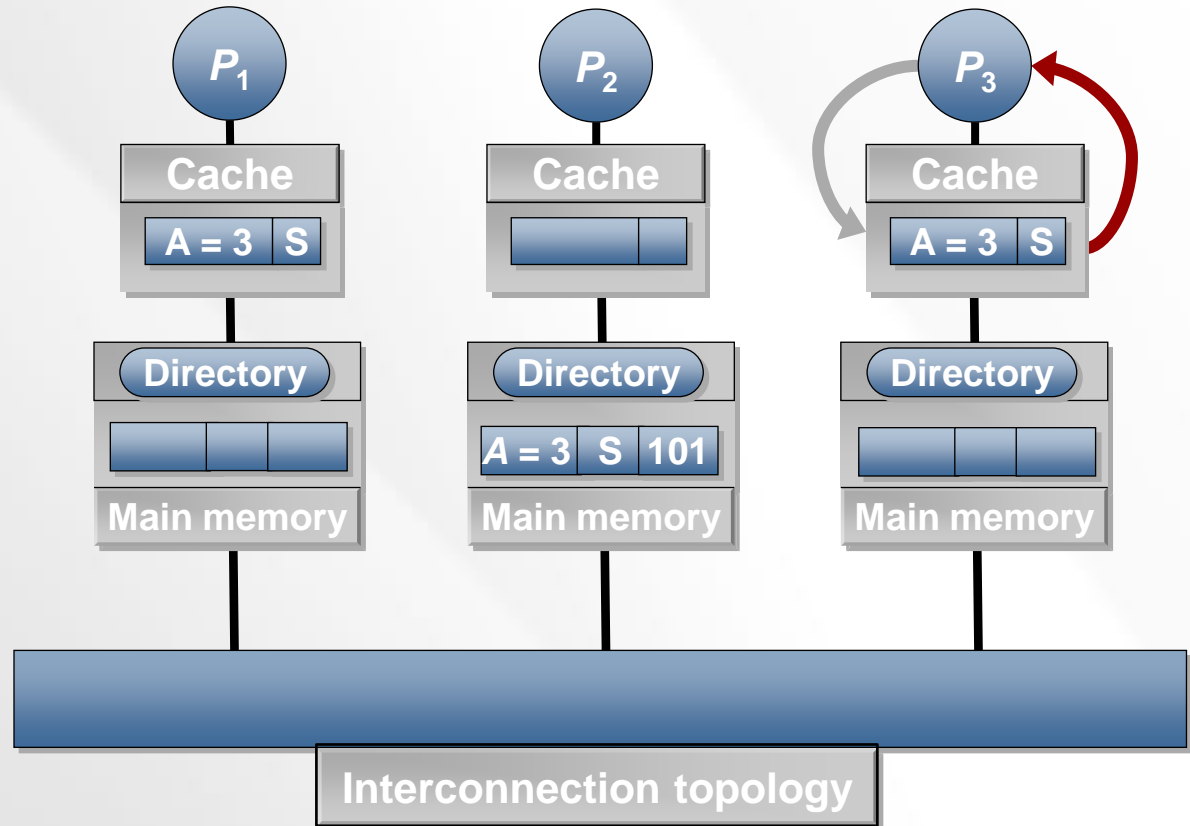 P1 P2 P3
Cache Cache Cache
A = 3 S A = 3 S
Directory Directory Directory
A = 3 S 101
Main memory Main memory Main memory
Interconnection topology